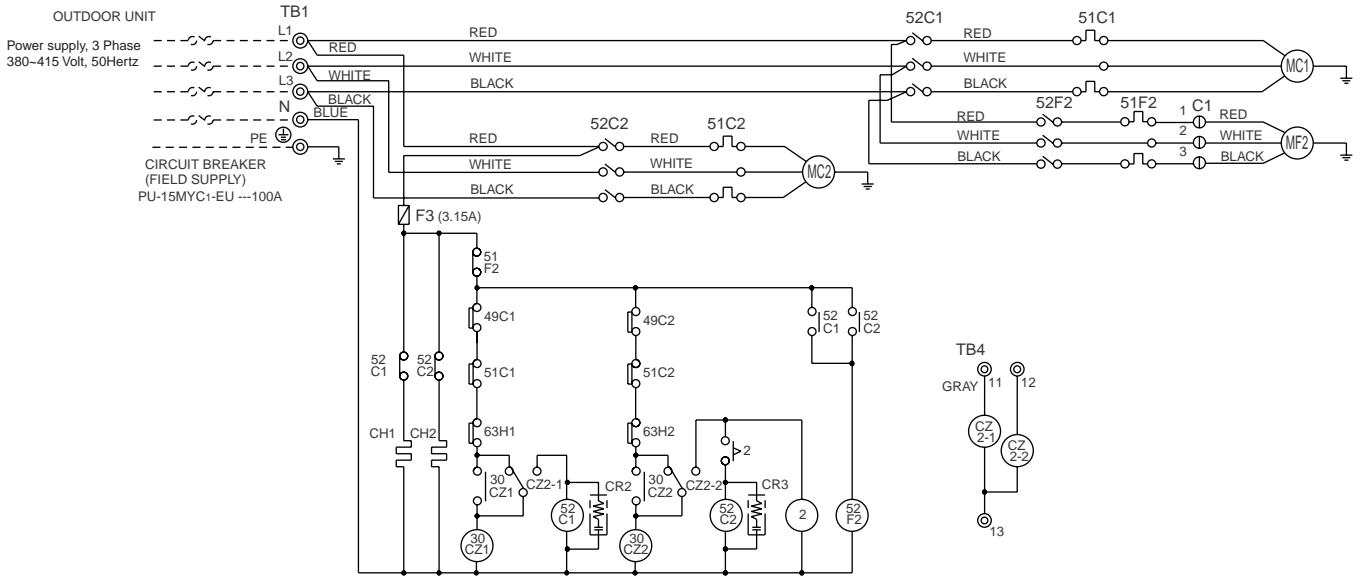 OUTDOOR UNIT
TB1
Power supply, 3 Phase
380~415 Volt, 50Hertz
L1
RED
RED
52C1
RED
51C1
L2
WHITE
WHITE
WHITE
MC1
L3
BLACK
BLACK
BLACK
N
BLUE
PE
CIRCUIT BREAKER
(FIELD SUPPLY)
PU-15MYC1-EU ---100A
RED
52F2
51F2
1
C1
RED
WHITE
2
WHITE
MF2
BLACK
3
BLACK
RED
52C2
RED
51C2
WHITE
WHITE
MC2
BLACK
BLACK
F3 (3.15A)
51
F2
49C1
49C2
52
C1
52
C2
52
C1
52
C2
51C1
51C2
CH1
CH2
63H1
63H2
2
30
CZ1
CZ2-1
CR2
30
CZ2
CZ2-2
CR3
52
C1
52
C2
2
52
F2
30
CZ1
30
CZ2
TB4
GRAY
11
12
CZ
2-1
CZ
2-2
13